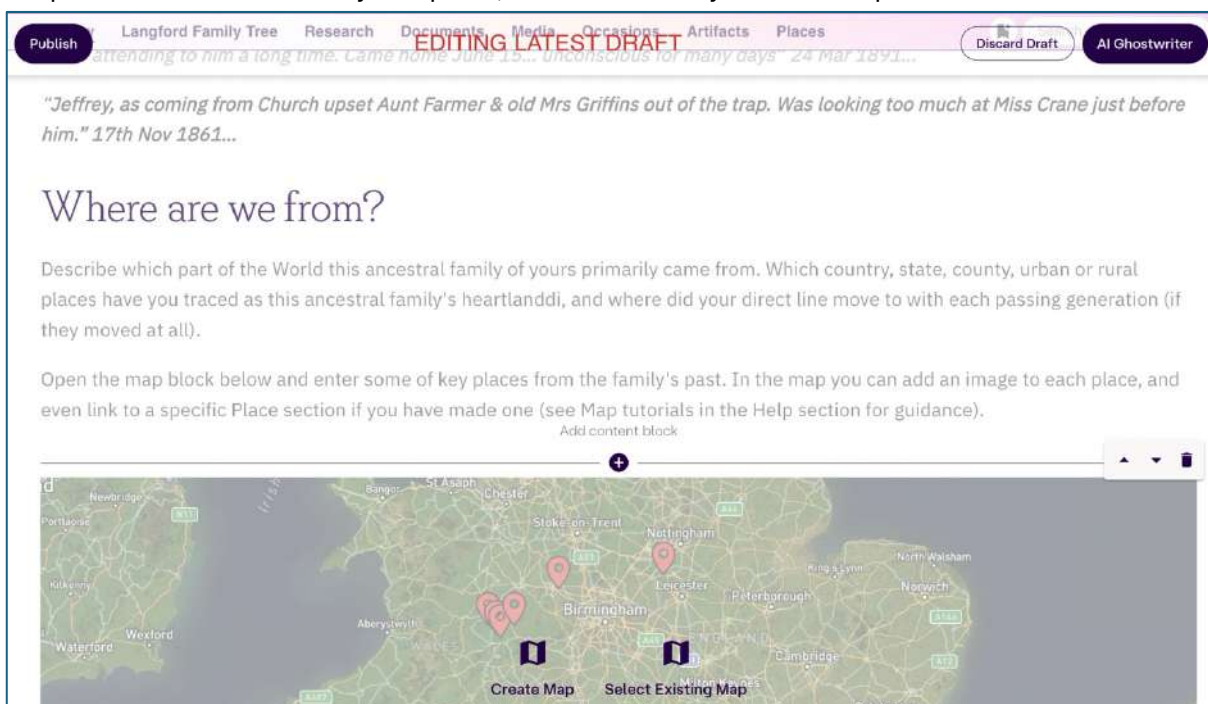 Publish
Langford Family Tree Research Documents Media Occasions Artifacts Places
EDITING LATEST DRAFT
Discard Draft
AI Ghostwriter
attending to him a long time. Came home June 15... unconscious for many days" 24 Mar 1891...
"Jeffrey, as coming from Church upset Aunt Farmer & old Mrs Griffins out of the trap. Was looking too much at Miss Crane just before
him." 17th Nov 1861...
Where are we from?
Describe which part of the World this ancestral family of yours primarily came from. Which country, state, county, urban or rural
places have you traced as this ancestral family's heartlanddi, and where did your direct line move to with each passing generation (if
they moved at all).
Open the map block below and enter some of key places from the family's past. In the map you can add an image to each place, and
even link to a specific Place section if you have made one (see Map tutorials in the Help section for guidance).
Add content block
d
Newbridge
Bangor
St Asaph
Chester
A46
Portlaoise
N11
Stoke-on-Trent
Nottingham
North Walsham
King's Lynn
Kilkenny
Leicester
Peterborough
Norwich
Aberystwyth
Birmingham
Wexford
Waterford
WALES
ENGLAND
Cambridge
A12
Milton Keynes
Create Map
Select Existing Map